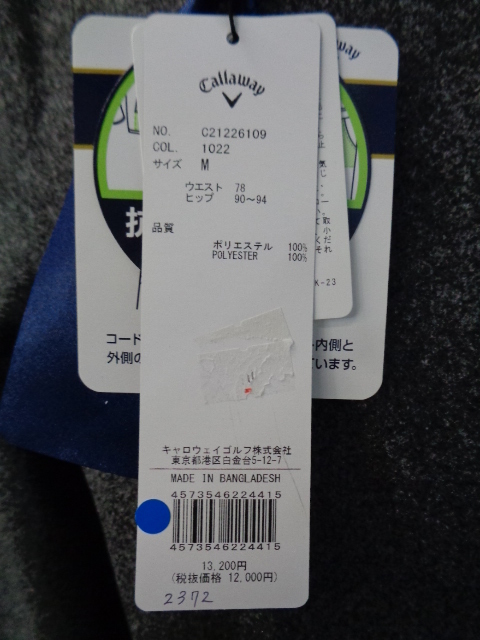 Callaway
NO. C21226109
COL. 1022
サイズ M
ウエスト 78
ヒップ 90～94
品質
ポリエステル 100%
POLYESTER 100%
キャロウェイゴルフ株式会社
東京都港区白金台5-12-7
MADE IN BANGLADESH
4573546224415
4573546224415
13,200円
(税抜価格 12,000円)
2372
way
抗
コード
外側の
内側と
ています。
K-23